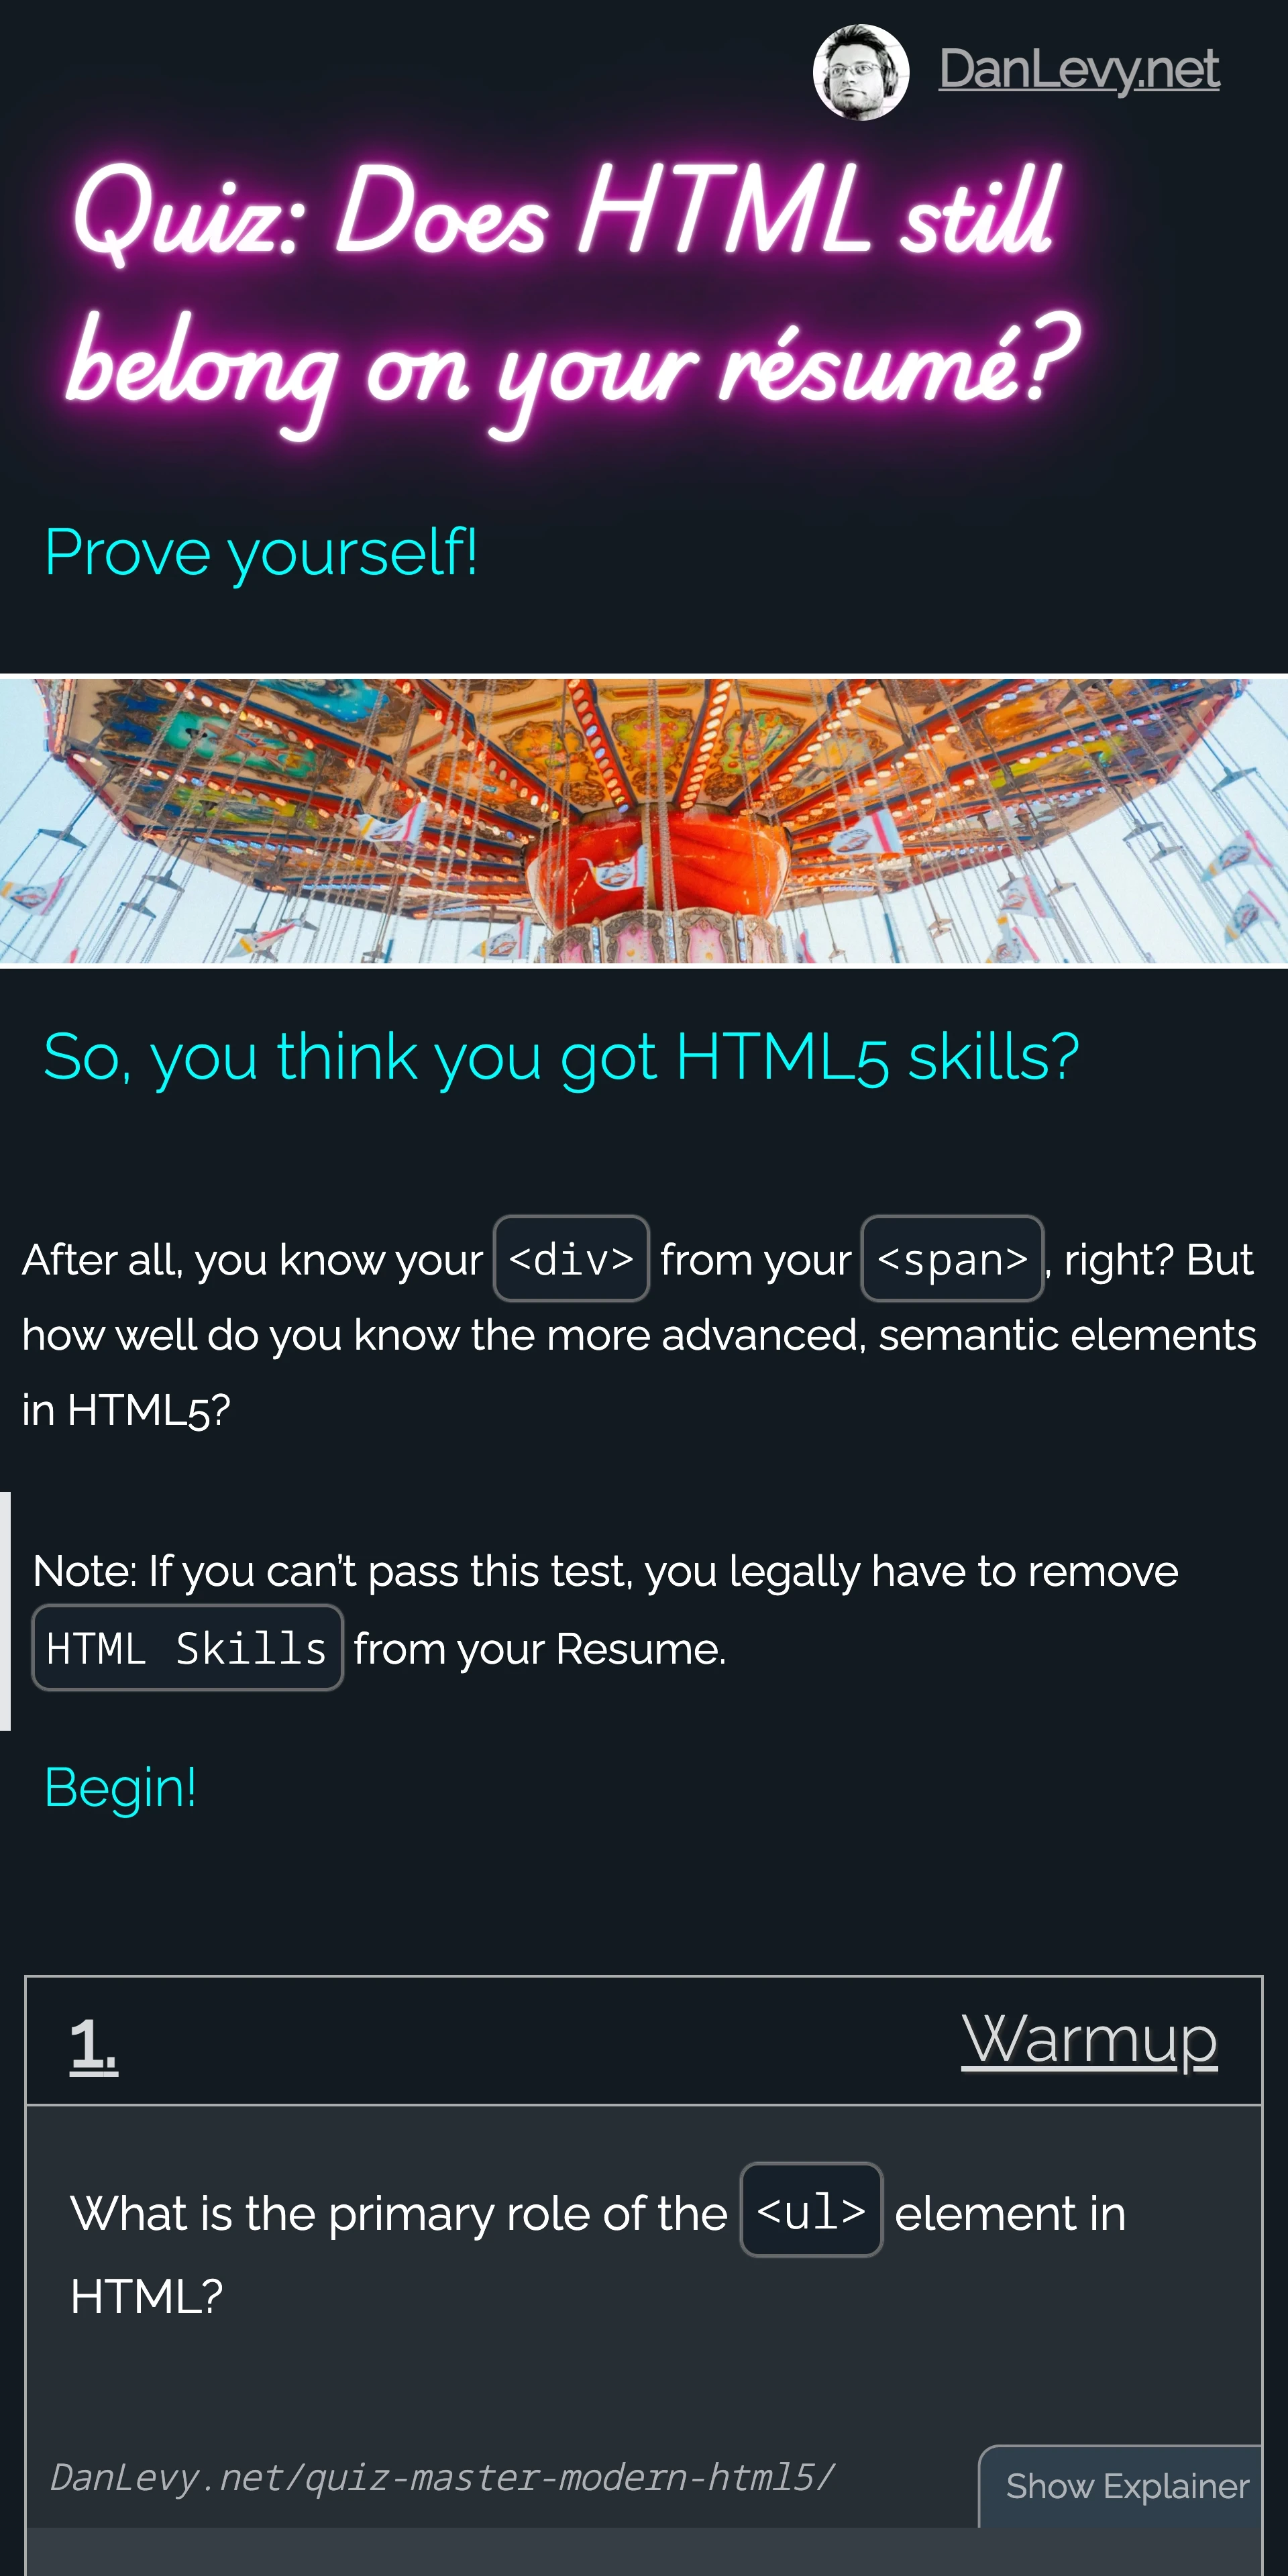 DanLevy.net
Quiz: Does HTML still
belong on your résumé?
Prove yourself!
So, you think you got HTML5 skills?
After all, you know your <div> from your <span>, right? But
how well do you know the more advanced, semantic elements
in HTML5?
Note: If you can’t pass this test, you legally have to remove
HTML Skills from your Resume.
Begin!
1.
Warmup
What is the primary role of the <ul> element in
HTML?
DanLevy.net/quiz-master-modern-html5/
Show Explainer